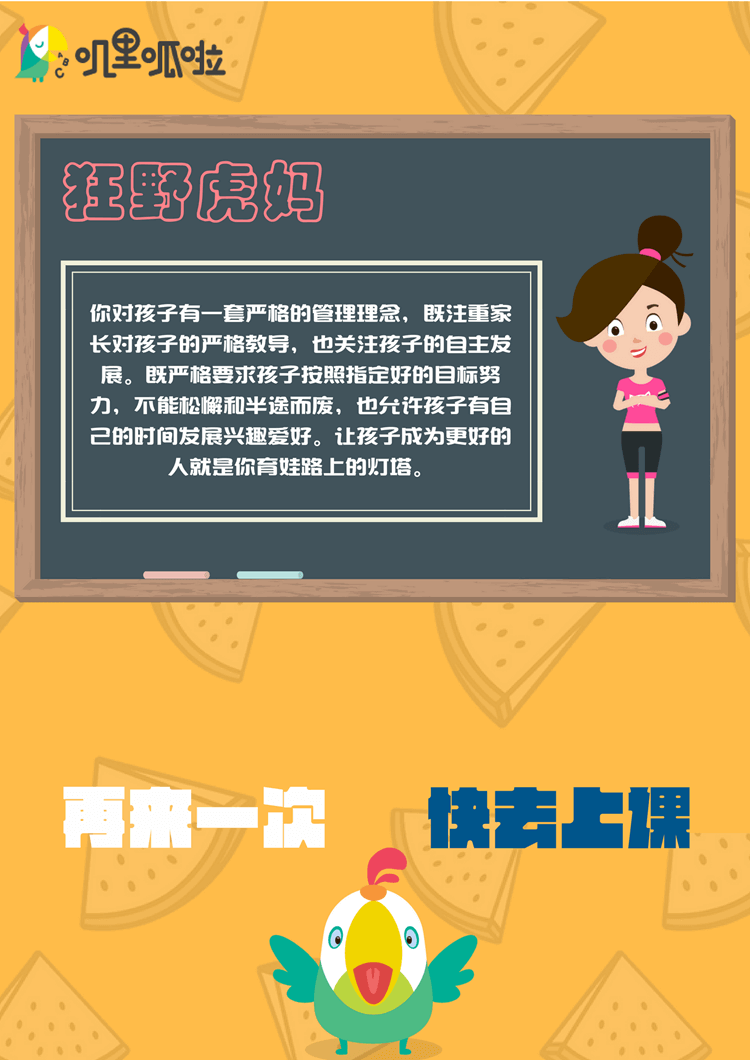 ABC
叽里呱啦
狂野虎妈
你对孩子有一套严格的管理理念，既注重家
长对孩子的严格教导，也关注孩子的自主发
展。既严格要求孩子按照指定好的目标努
力，不能松懈和半途而废，也允许孩子有自
己的时间发展兴趣爱好。让孩子成为更好的
人就是你育娃路上的灯塔。
再来一次 快去上课